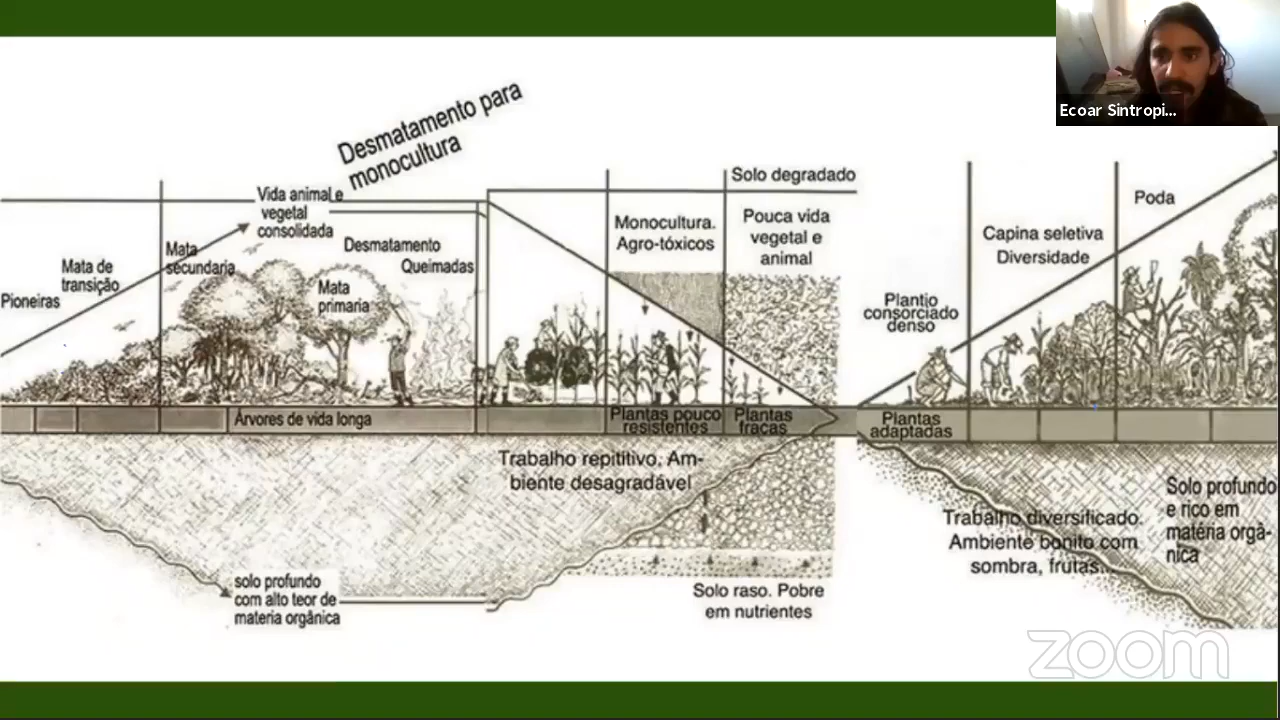 Desmatamento para
monocultura
Ecoar Sintropi...
Pioneiras
Mata de
transição
Mata
secundaria
Vida animal e
vegetal
consolidada
Desmatamento
Queimadas
Mata
primaria
Monocultura.
Agro-tóxicos
Solo degradado
Pouca vida
vegetal e
animal
Plantio
consorciado
denso
Capina seletiva
Diversidade
Poda
Árvores de vida longa
Plantas pouco
resistentes
Plantas
fracas
Plantas
adaptadas
Trabalho repititivo. Am-
biente desagradável
solo profundo
com alto teor de
materia orgânica
Solo raso. Pobre
em nutrientes
Trabalho diversificado.
Ambiente bonito com
sombra, frutas...
Solo profundo
e rico em
matéria orgâ-
nica
zoom